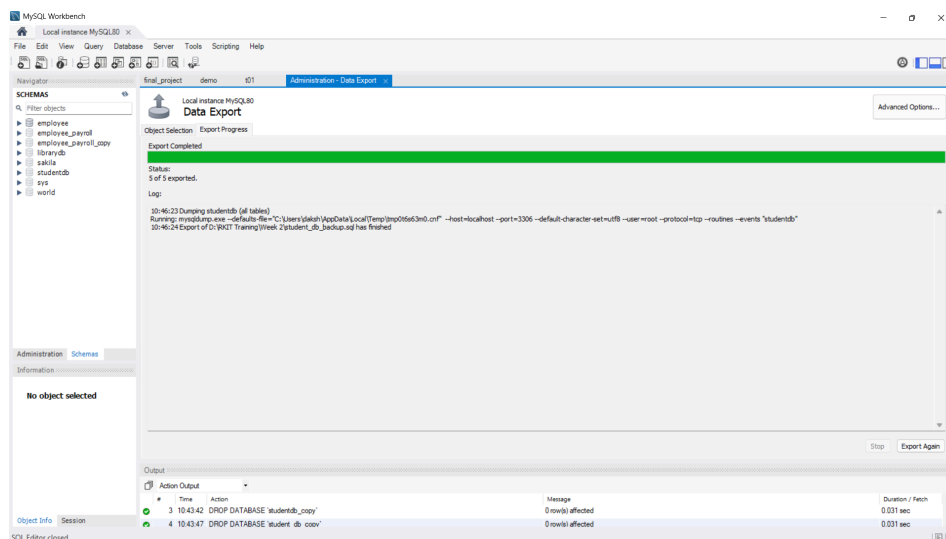 MySQL Workbench
Local instance MySQL80 ×
File Edit View Query Database Server Tools Scripting Help
Navigator
SCHEMAS
Filter objects
employee
employee_payroll
employee_payroll_copy
librarydb
sakila
studentdb
sys
world
Administration Schemas
Information
No object selected
Object Info Session
SQL Editor closed
final_project demo t01 Administration - Data Export ×
Local instance MySQL80
Data Export
Advanced Options...
Object Selection Export Progress
Export Completed
Status:
5 of 5 exported.
Log:
10:46:23 Dumping studentdb (all tables)
Running: mysqldump.exe --defaults-file="C:\Users\daksh\AppData\Local\Temp\tmp0t6s63m0.cnf" --host=localhost --port=3306 --default-character-set=utf8 --user=root --protocol=tcp --routines --events "studentdb"
10:46:24 Export of D:\RKIT Training\Week 2\student_db_backup.sql has finished
Stop Export Again
Output
Action Output
# Time Action Message Duration / Fetch
3 10:43:42 DROP DATABASE `studentdb_copy` 0 row(s) affected 0.031 sec
4 10:43:47 DROP DATABASE `student_db_copy` 0 row(s) affected 0.031 sec